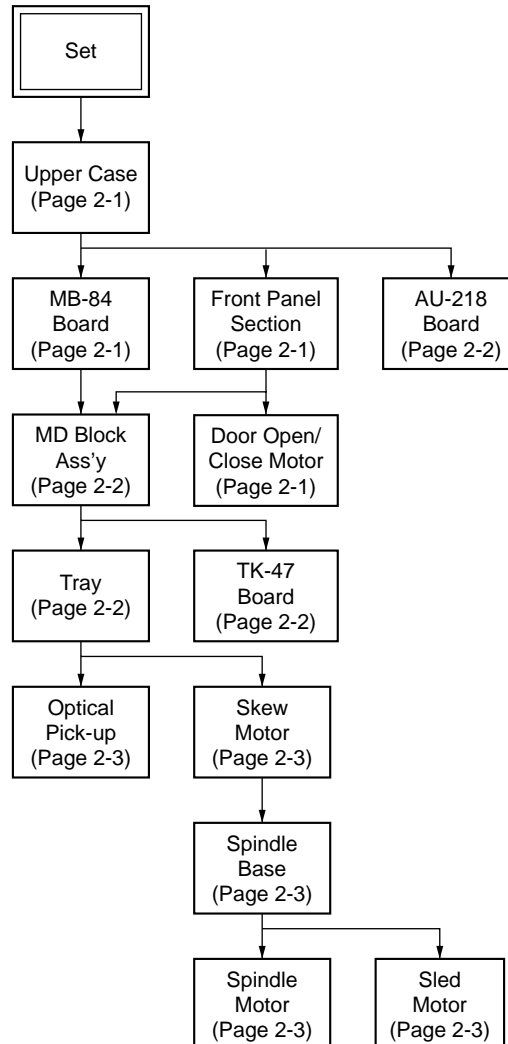 Set
Upper Case
(Page 2-1)
MB-84
Board
(Page 2-1)
Front Panel
Section
(Page 2-1)
AU-218
Board
(Page 2-2)
MD Block
Ass’y
(Page 2-2)
Door Open/
Close Motor
(Page 2-1)
Tray
(Page 2-2)
TK-47
Board
(Page 2-2)
Optical
Pick-up
(Page 2-3)
Skew
Motor
(Page 2-3)
Spindle
Base
(Page 2-3)
Spindle
Motor
(Page 2-3)
Sled
Motor
(Page 2-3)